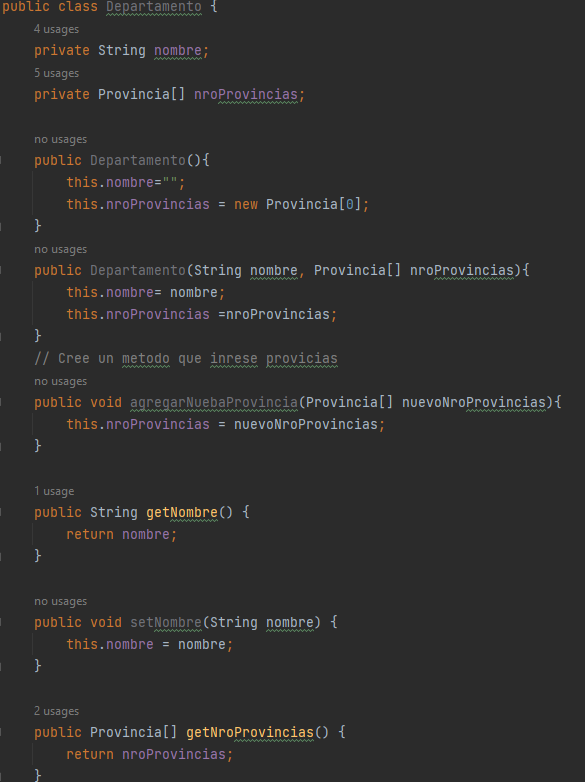 public class Departamento {
4 usages
private String nombre;
5 usages
private Provincia[] nroProvincias;
no usages
public Departamento(){
this.nombre="";
this.nroProvincias = new Provincia[0];
}
no usages
public Departamento(String nombre, Provincia[] nroProvincias){
this.nombre= nombre;
this.nroProvincias =nroProvincias;
}
// Cree un metodo que inrese provicias
no usages
public void agregarNuebaProvincia(Provincia[] nuevoNroProvincias){
this.nroProvincias = nuevoNroProvincias;
}
1 usage
public String getNombre() {
return nombre;
}
no usages
public void setNombre(String nombre) {
this.nombre = nombre;
}
2 usages
public Provincia[] getNroProvincias() {
return nroProvincias;
}